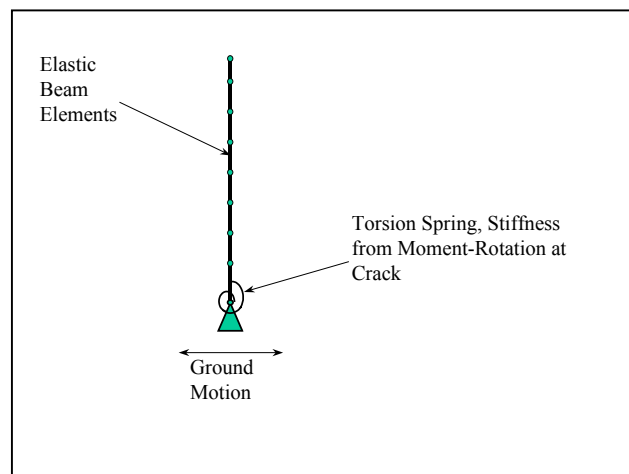 Elastic
Beam
Elements
Torsion Spring, Stiffness
from Moment-Rotation at
Crack
Ground
Motion